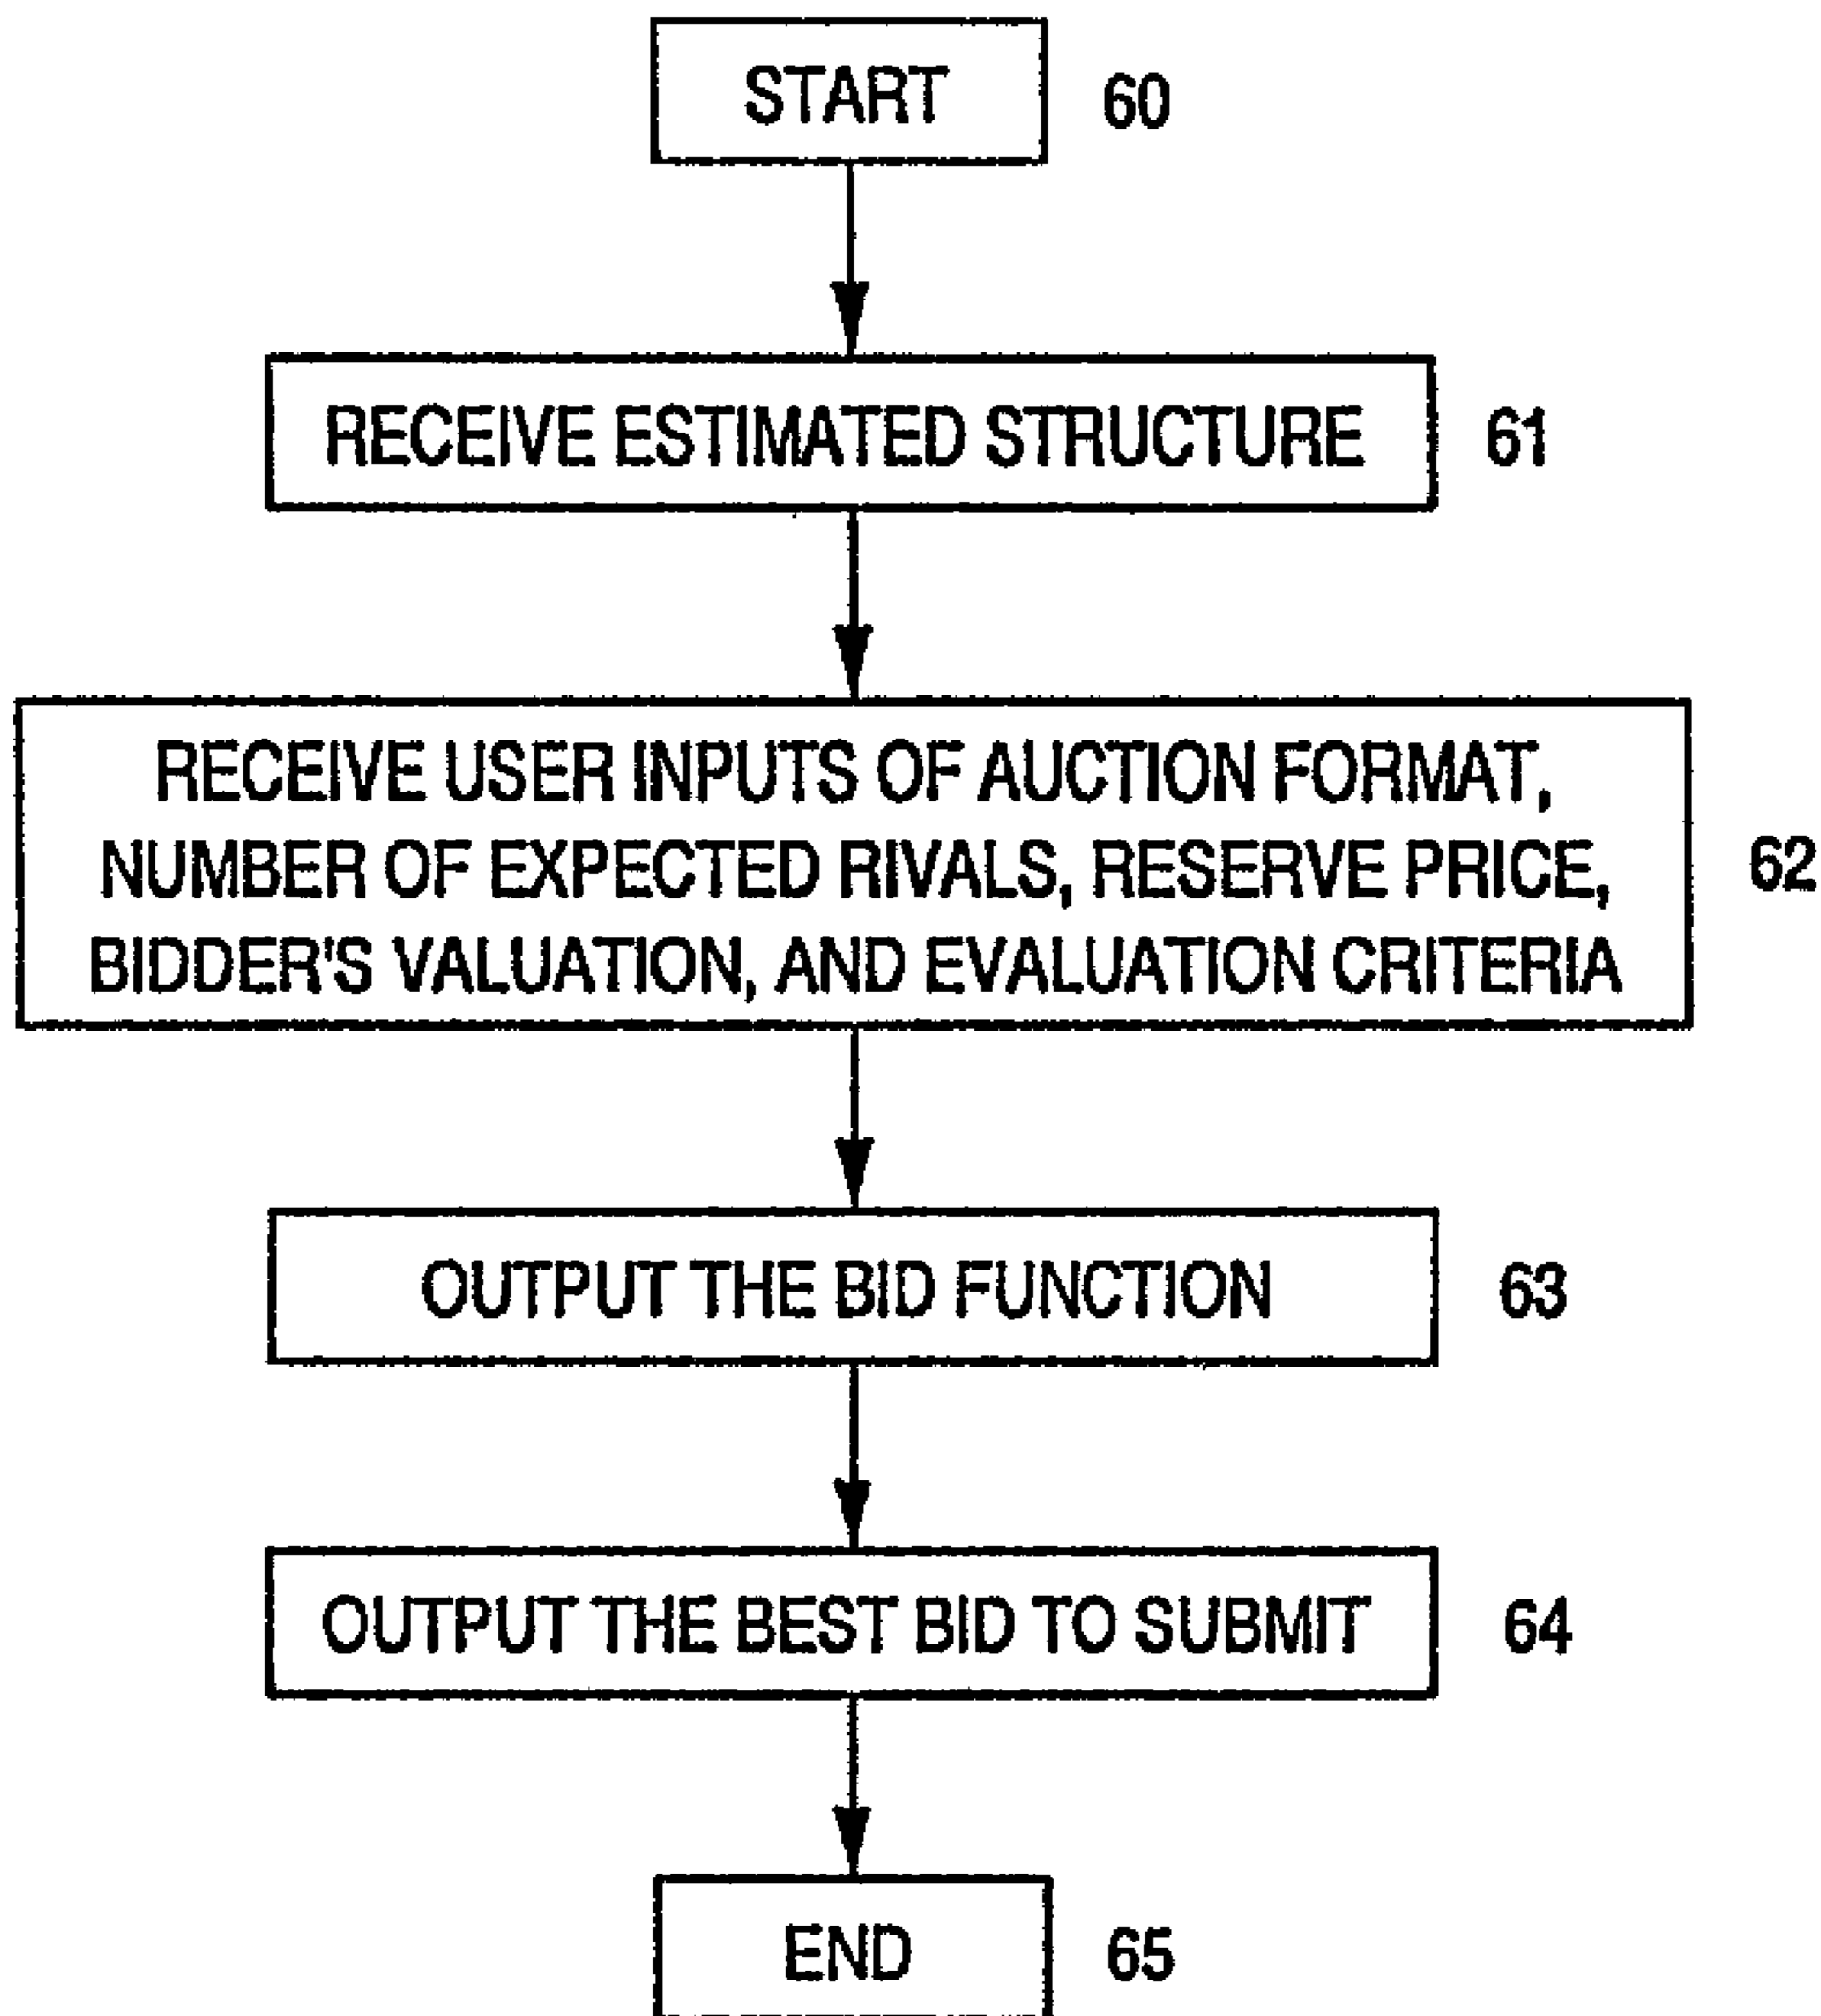 START 60
RECEIVE ESTIMATED STRUCTURE 61
RECEIVE USER INPUTS OF AUCTION FORMAT,
NUMBER OF EXPECTED RIVALS, RESERVE PRICE, 62
BIDDER'S VALUATION, AND EVALUATION CRITERIA
OUTPUT THE BID FUNCTION 63
OUTPUT THE BEST BID TO SUBMIT 64
END 65